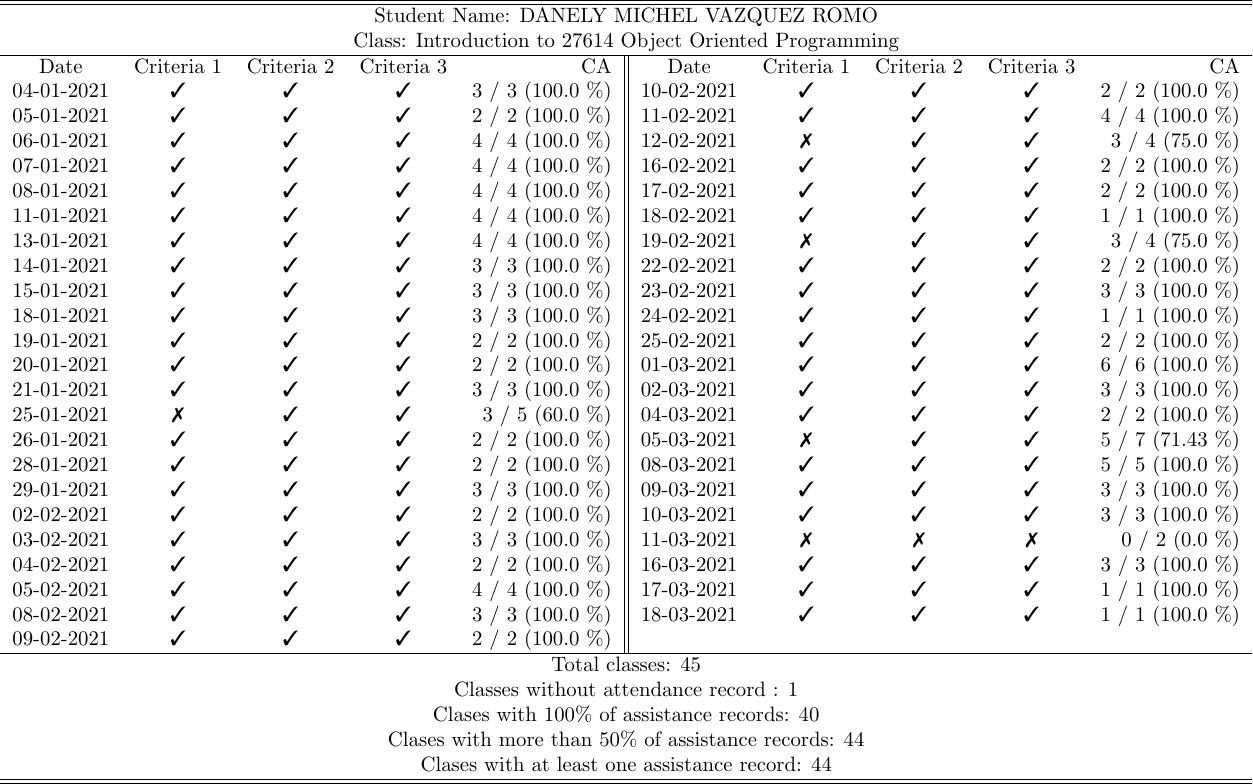 Student Name: DANELY MICHEL VAZQUEZ ROMO
Class: Introduction to 27614 Object Oriented Programming
Date Criteria 1 Criteria 2 Criteria 3 CA Date Criteria 1 Criteria 2 Criteria 3 CA
04-01-2021 ✓ ✓ ✓ 3 / 3 (100.0 %) 10-02-2021 ✓ ✓ ✓ 2 / 2 (100.0 %)
05-01-2021 ✓ ✓ ✓ 2 / 2 (100.0 %) 11-02-2021 ✓ ✓ ✓ 4 / 4 (100.0 %)
06-01-2021 ✓ ✓ ✓ 4 / 4 (100.0 %) 12-02-2021 ✗ ✓ ✓ 3 / 4 (75.0 %)
07-01-2021 ✓ ✓ ✓ 4 / 4 (100.0 %) 16-02-2021 ✓ ✓ ✓ 2 / 2 (100.0 %)
08-01-2021 ✓ ✓ ✓ 4 / 4 (100.0 %) 17-02-2021 ✓ ✓ ✓ 2 / 2 (100.0 %)
11-01-2021 ✓ ✓ ✓ 4 / 4 (100.0 %) 18-02-2021 ✓ ✓ ✓ 1 / 1 (100.0 %)
13-01-2021 ✓ ✓ ✓ 4 / 4 (100.0 %) 19-02-2021 ✗ ✓ ✓ 3 / 4 (75.0 %)
14-01-2021 ✓ ✓ ✓ 3 / 3 (100.0 %) 22-02-2021 ✓ ✓ ✓ 2 / 2 (100.0 %)
15-01-2021 ✓ ✓ ✓ 3 / 3 (100.0 %) 23-02-2021 ✓ ✓ ✓ 3 / 3 (100.0 %)
18-01-2021 ✓ ✓ ✓ 3 / 3 (100.0 %) 24-02-2021 ✓ ✓ ✓ 1 / 1 (100.0 %)
19-01-2021 ✓ ✓ ✓ 2 / 2 (100.0 %) 25-02-2021 ✓ ✓ ✓ 2 / 2 (100.0 %)
20-01-2021 ✓ ✓ ✓ 2 / 2 (100.0 %) 01-03-2021 ✓ ✓ ✓ 6 / 6 (100.0 %)
21-01-2021 ✓ ✓ ✓ 3 / 3 (100.0 %) 02-03-2021 ✓ ✓ ✓ 3 / 3 (100.0 %)
25-01-2021 ✗ ✓ ✓ 3 / 5 (60.0 %) 04-03-2021 ✓ ✓ ✓ 2 / 2 (100.0 %)
26-01-2021 ✓ ✓ ✓ 2 / 2 (100.0 %) 05-03-2021 ✗ ✓ ✓ 5 / 7 (71.43 %)
28-01-2021 ✓ ✓ ✓ 2 / 2 (100.0 %) 08-03-2021 ✓ ✓ ✓ 5 / 5 (100.0 %)
29-01-2021 ✓ ✓ ✓ 3 / 3 (100.0 %) 09-03-2021 ✓ ✓ ✓ 3 / 3 (100.0 %)
02-02-2021 ✓ ✓ ✓ 2 / 2 (100.0 %) 10-03-2021 ✓ ✓ ✓ 3 / 3 (100.0 %)
03-02-2021 ✓ ✓ ✓ 3 / 3 (100.0 %) 11-03-2021 ✗ ✗ ✗ 0 / 2 (0.0 %)
04-02-2021 ✓ ✓ ✓ 2 / 2 (100.0 %) 16-03-2021 ✓ ✓ ✓ 3 / 3 (100.0 %)
05-02-2021 ✓ ✓ ✓ 4 / 4 (100.0 %) 17-03-2021 ✓ ✓ ✓ 1 / 1 (100.0 %)
08-02-2021 ✓ ✓ ✓ 3 / 3 (100.0 %) 18-03-2021 ✓ ✓ ✓ 1 / 1 (100.0 %)
09-02-2021 ✓ ✓ ✓ 2 / 2 (100.0 %)
Total classes: 45
Classes without attendance record : 1
Clases with 100% of assistance records: 40
Clases with more than 50% of assistance records: 44
Clases with at least one assistance record: 44